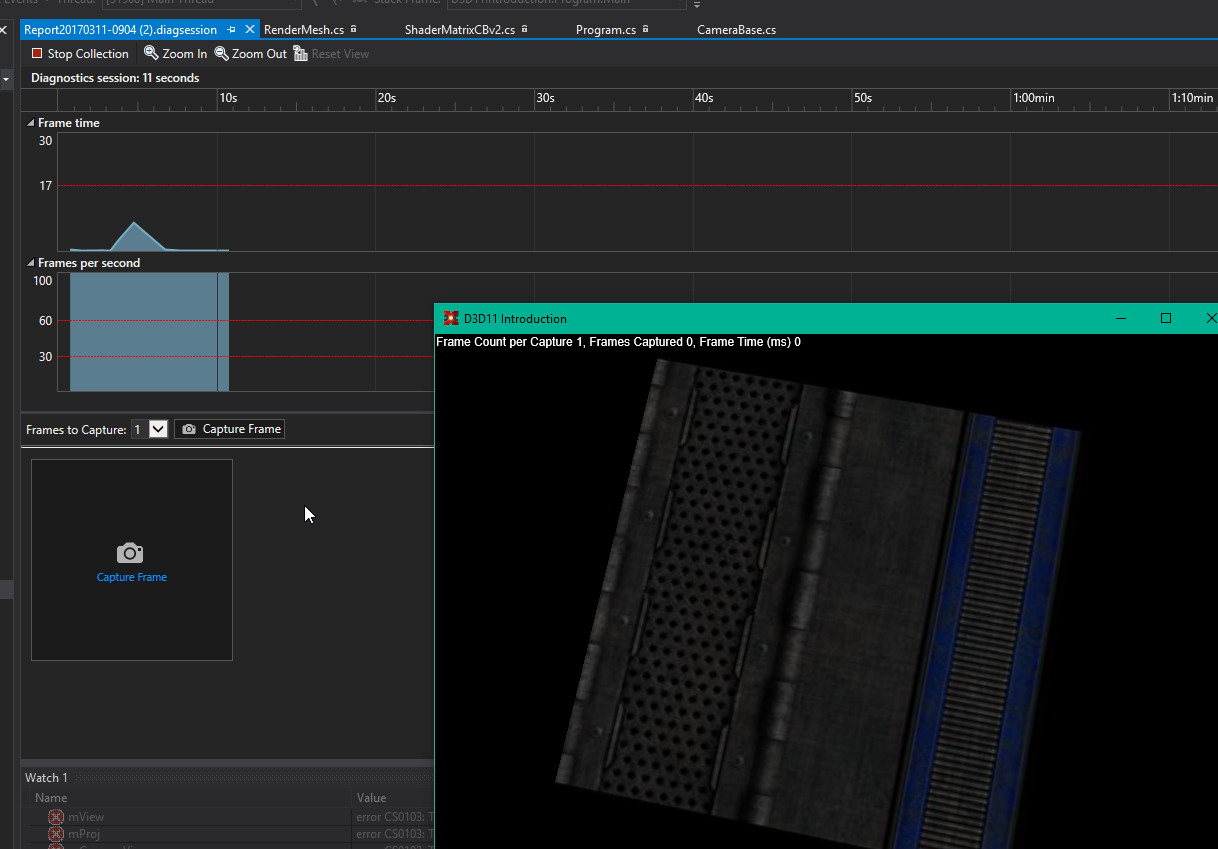 Events
Thread:
[31908] Main Thread
Stack Frame:
D3D11Introduction.Program.Main
Report20170311-0904 (2).diagsession
RenderMesh.cs
ShaderMatrixCBv2.cs
Program.cs
CameraBase.cs
Stop Collection
Zoom In
Zoom Out
Reset View
Diagnostics session: 11 seconds
10s
20s
30s
40s
50s
1:00min
1:10min
Frame time
30
17
Frames per second
100
60
30
D3D11 Introduction
Frame Count per Capture 1, Frames Captured 0, Frame Time (ms) 0
Frames to Capture: 1
Capture Frame
Capture Frame
Watch 1
Name
Value
mView
error CS0103: T
mProj
error CS0103: T